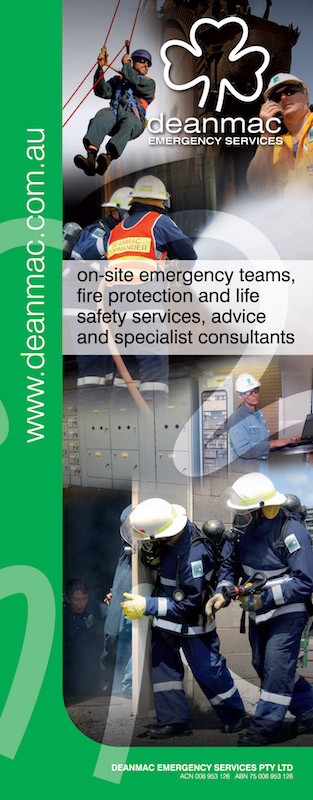 deanmac
EMERGENCY SERVICES
www.deanmac.com.au
DEANMAC
on-site emergency teams,
fire protection and life
safety services, advice
and specialist consultants
DEANMAC EMERGENCY SERVICES PTY LTD
ACN 006 953 126 ABN 75 006 953 126